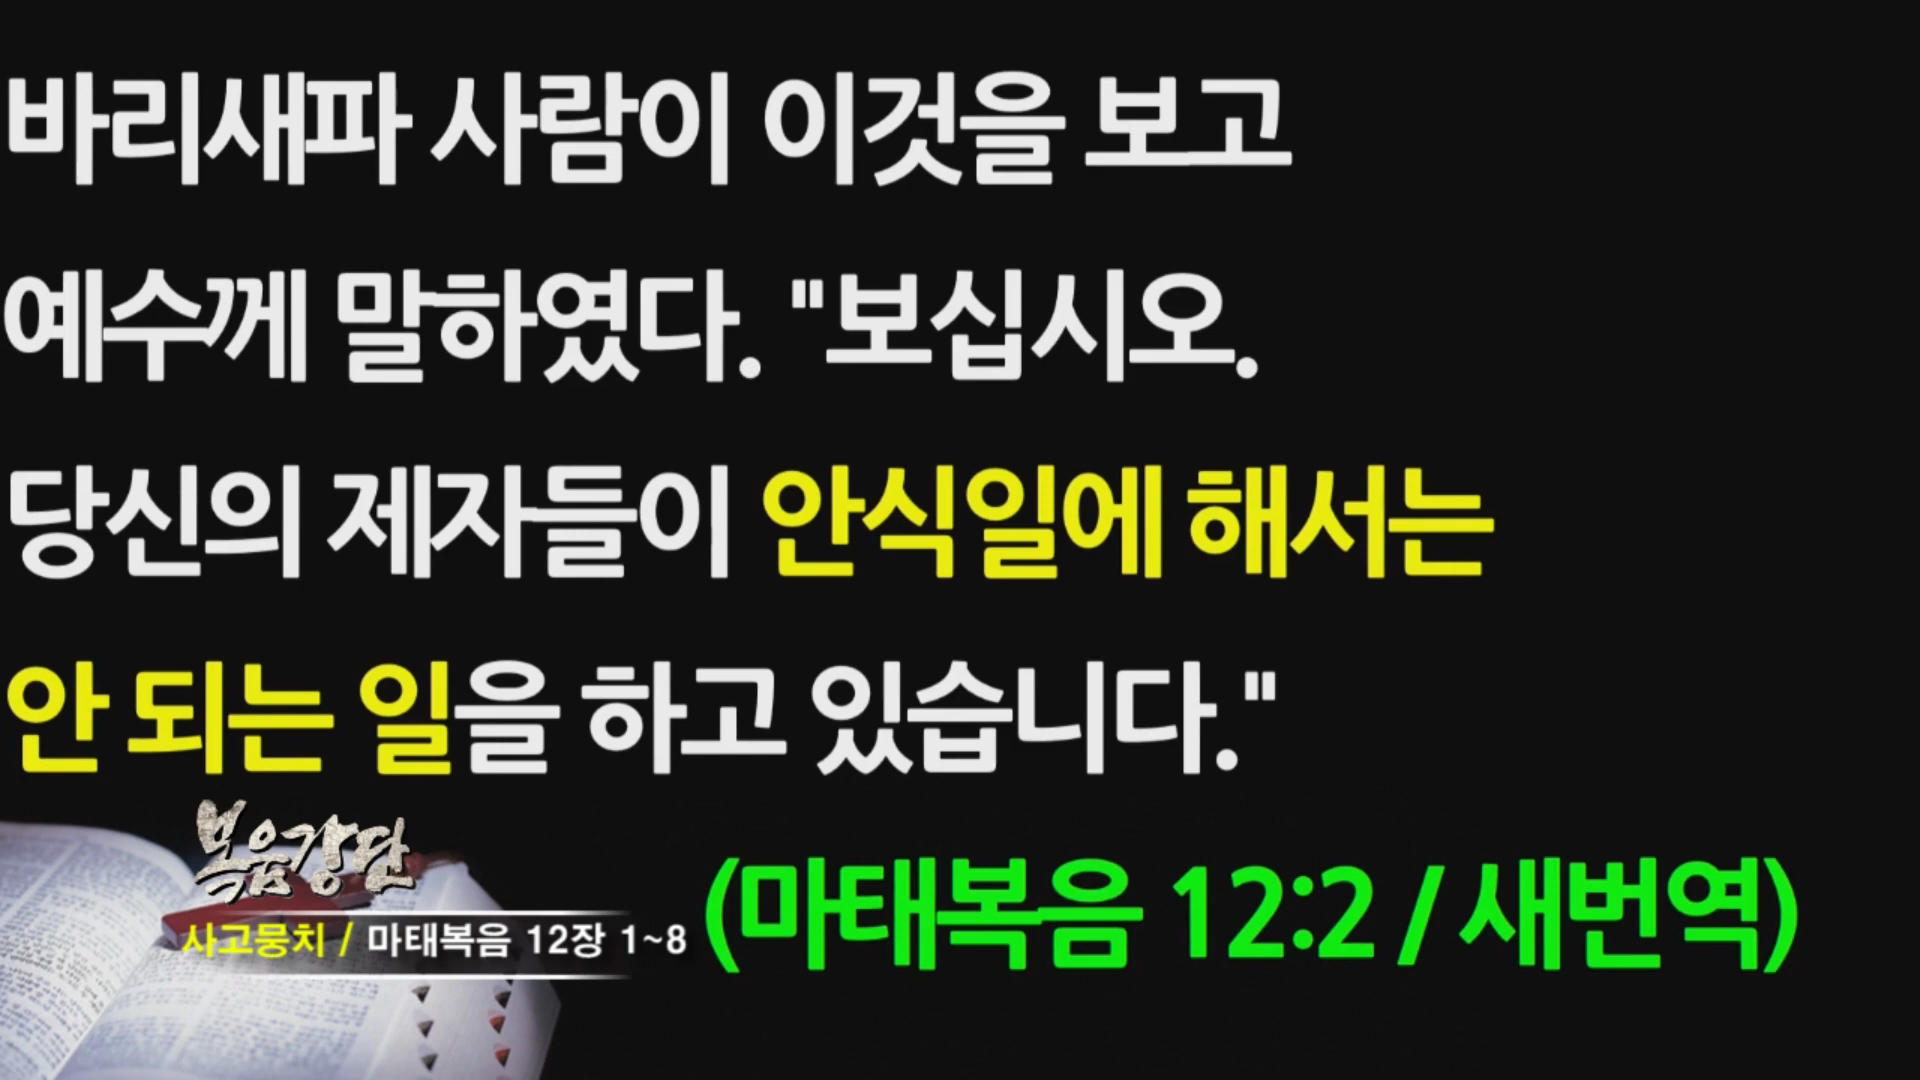 바리새파 사람이 이것을 보고
예수께 말하였다. "보십시오.
당신의 제자들이 안식일에 해서는
안 되는 일을 하고 있습니다."
복음강단
사고뭉치 / 마태복음 12장 1~8
(마태복음 12:2 / 새번역)